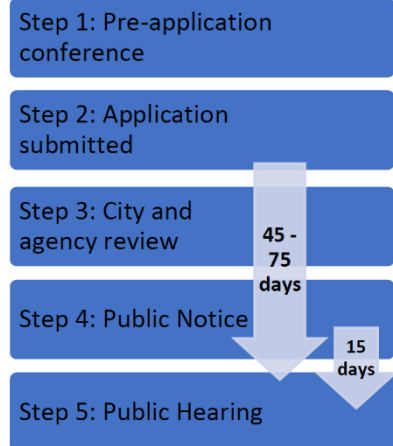 Step 1: Pre-application
conference
Step 2: Application
submitted
Step 3: City and
agency review
45 -
75
days
Step 4: Public Notice
15
days
Step 5: Public Hearing